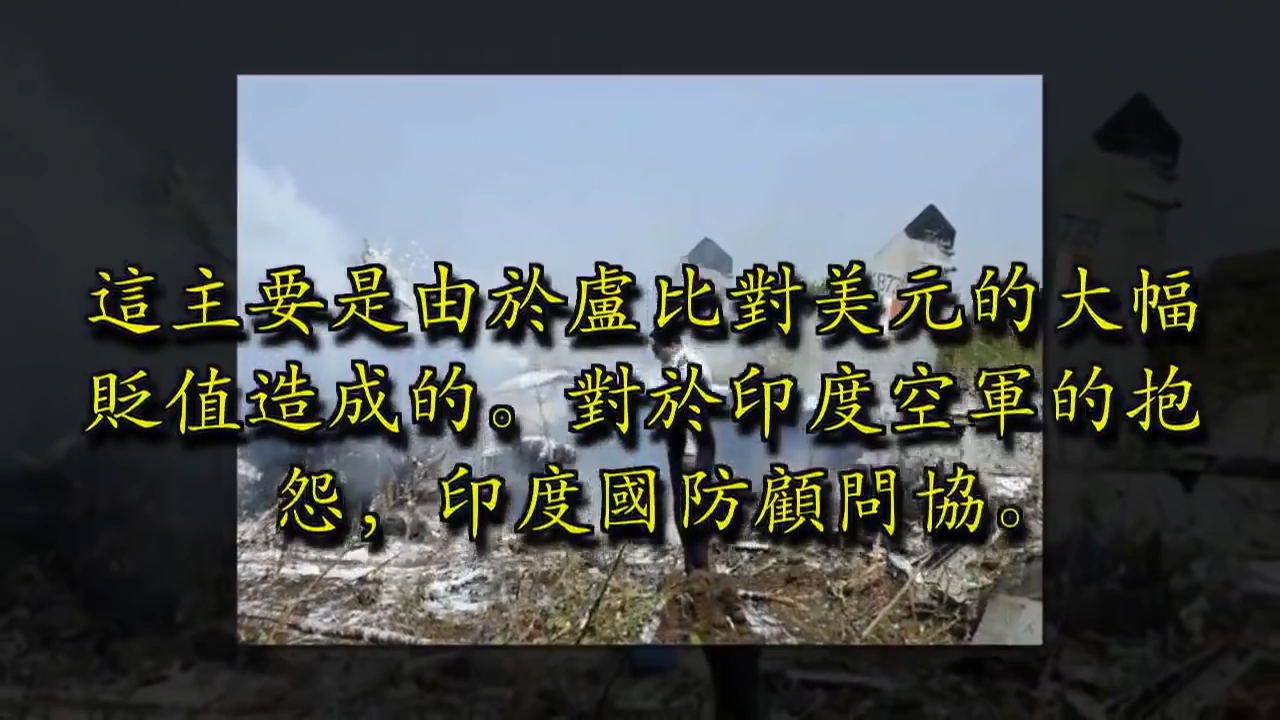 這主要是由於盧比對美元的大幅
貶值造成的。對於印度空軍的抱
怨，印度國防顧問協。